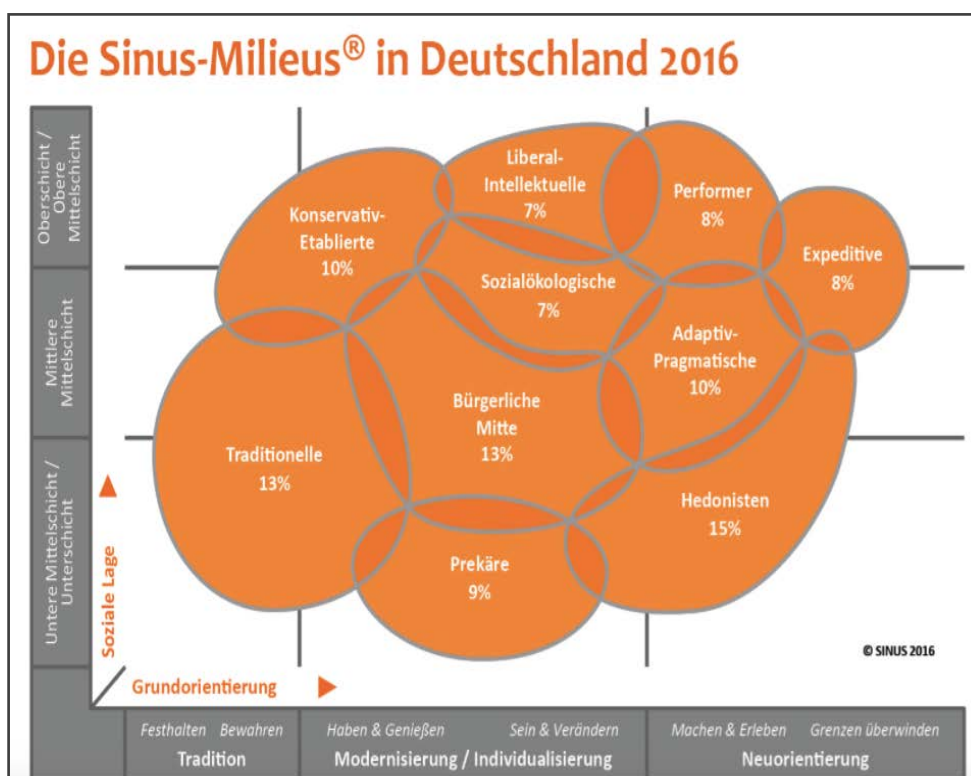 Die Sinus-Milieus® in Deutschland 2016
Oberschicht /
Obere
Mittelschicht
Mittlere
Mittelschicht
Untere Mittelschicht /
Unterschicht
Soziale Lage
Konservativ-
Etablierte
10%
Liberal-
Intellektuelle
7%
Performer
8%
Expeditive
8%
Sozialökologische
7%
Adaptiv-
Pragmatische
10%
Bürgerliche
Mitte
13%
Traditionelle
13%
Hedonisten
15%
Prekäre
9%
© SINUS 2016
Grundorientierung
Festhalten Bewahren
Tradition
Haben & Genießen Sein & Verändern
Modernisierung / Individualisierung
Machen & Erleben Grenzen überwinden
Neuorientierung